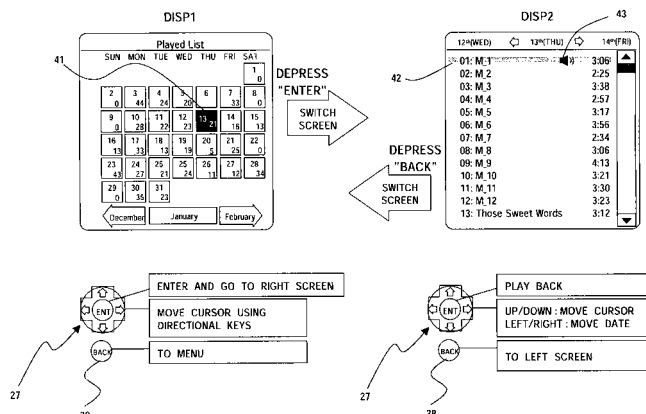 DISP1
Played List
SUN MON TUE WED THU FRI SAT
1 0
2 0 3 44 4 24 5 20 6 7 33 8 0
9 0 10 28 11 22 12 23 13 21 14 16 15 13
16 13 17 33 18 13 19 19 20 5 21 25 22 0
23 43 24 27 25 21 25 24 26 11 27 12 28 34
29 0 30 35 31 23
December January February
41
DEPRESS
"ENTER"
SWITCH
SCREEN
DEPRESS
"BACK"
SWITCH
SCREEN
DISP2
43
12th(WED) 13th(THU) 14th(FRI)
42
01: M_1 3:06
02: M_2 2:25
03: M_3 3:38
04: M_4 2:57
05: M_5 3:17
06: M_6 3:56
07: M_7 2:34
08: M_8 3:06
09: M_9 4:13
10: M_10 3:21
11: M_11 3:30
12: M_12 3:23
13: Those Sweet Words 3:12
ENT
ENTER AND GO TO RIGHT SCREEN
MOVE CURSOR USING
DIRECTIONAL KEYS
BACK
TO MENU
27
28
ENT
PLAY BACK
UP/DOWN : MOVE CURSOR
LEFT/RIGHT : MOVE DATE
BACK
TO LEFT SCREEN
27
28